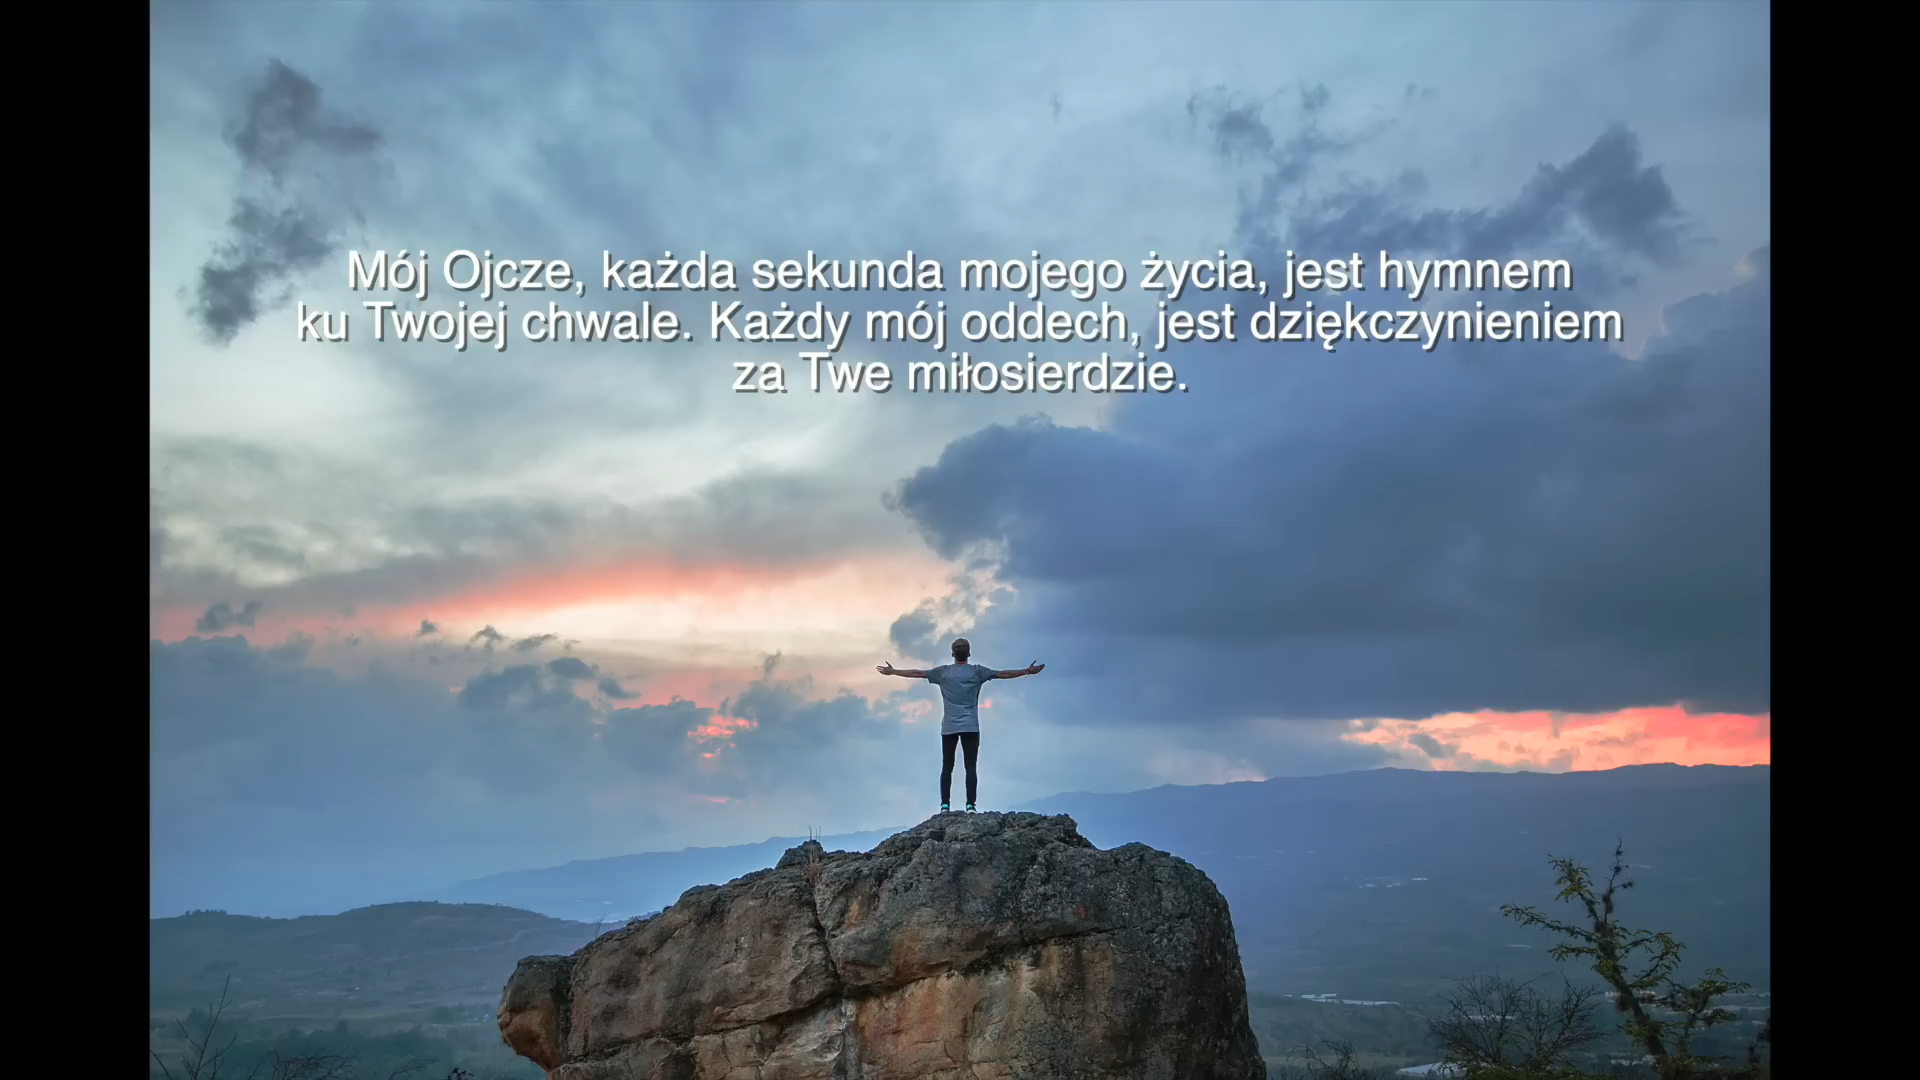 Mój Ojcze, każda sekunda mojego życia, jest hymnem
ku Twojej chwale. Każdy mój oddech, jest dziękczynieniem
za Twe miłosierdzie.